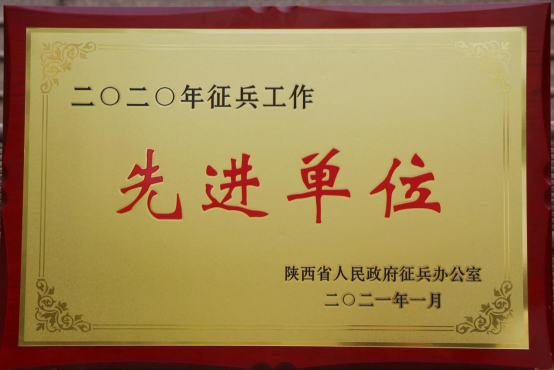 二〇二〇年征兵工作
先进单位
陕西省人民政府征兵办公室
二〇二一年一月